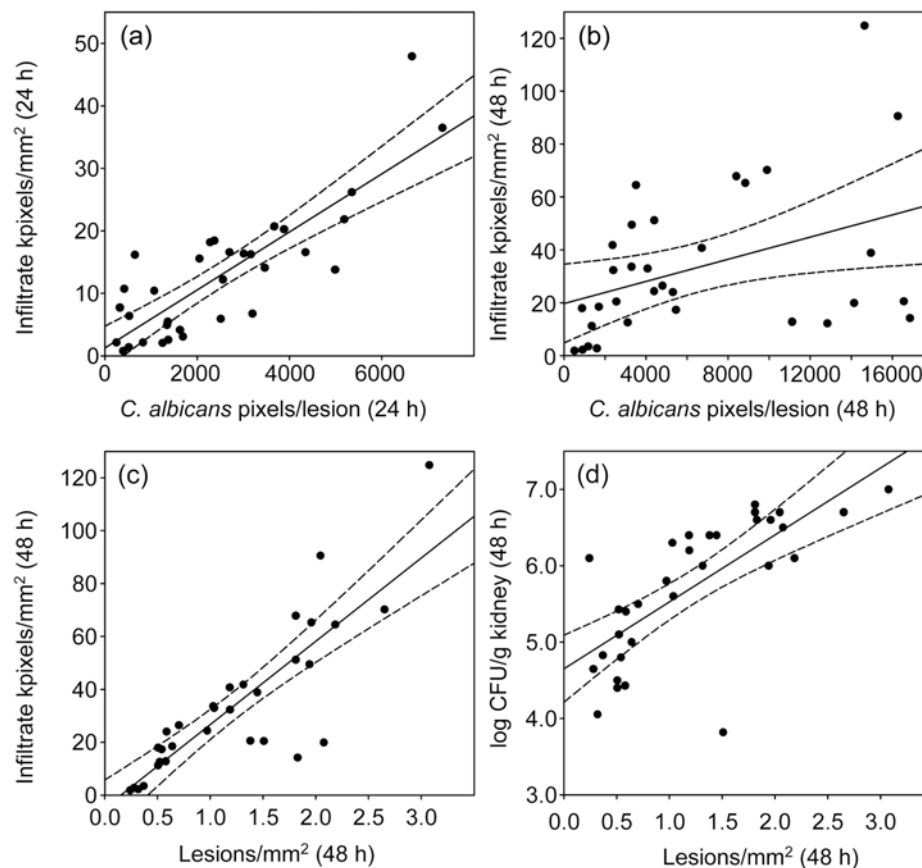 (a)
60
50
40
30
20
10
0
Infiltrate kpixels/mm² (24 h)
0 2000 4000 6000
C. albicans pixels/lesion (24 h)
(b)
120
100
80
60
40
20
0
Infiltrate kpixels/mm² (48 h)
0 4000 8000 12000 16000
C. albicans pixels/lesion (48 h)
(c)
120
100
80
60
40
20
0
Infiltrate kpixels/mm² (48 h)
0.0 0.5 1.0 1.5 2.0 2.5 3.0
Lesions/mm² (48 h)
(d)
7.0
6.0
5.0
4.0
3.0
log CFU/g kidney (48 h)
0.0 0.5 1.0 1.5 2.0 2.5 3.0
Lesions/mm² (48 h)